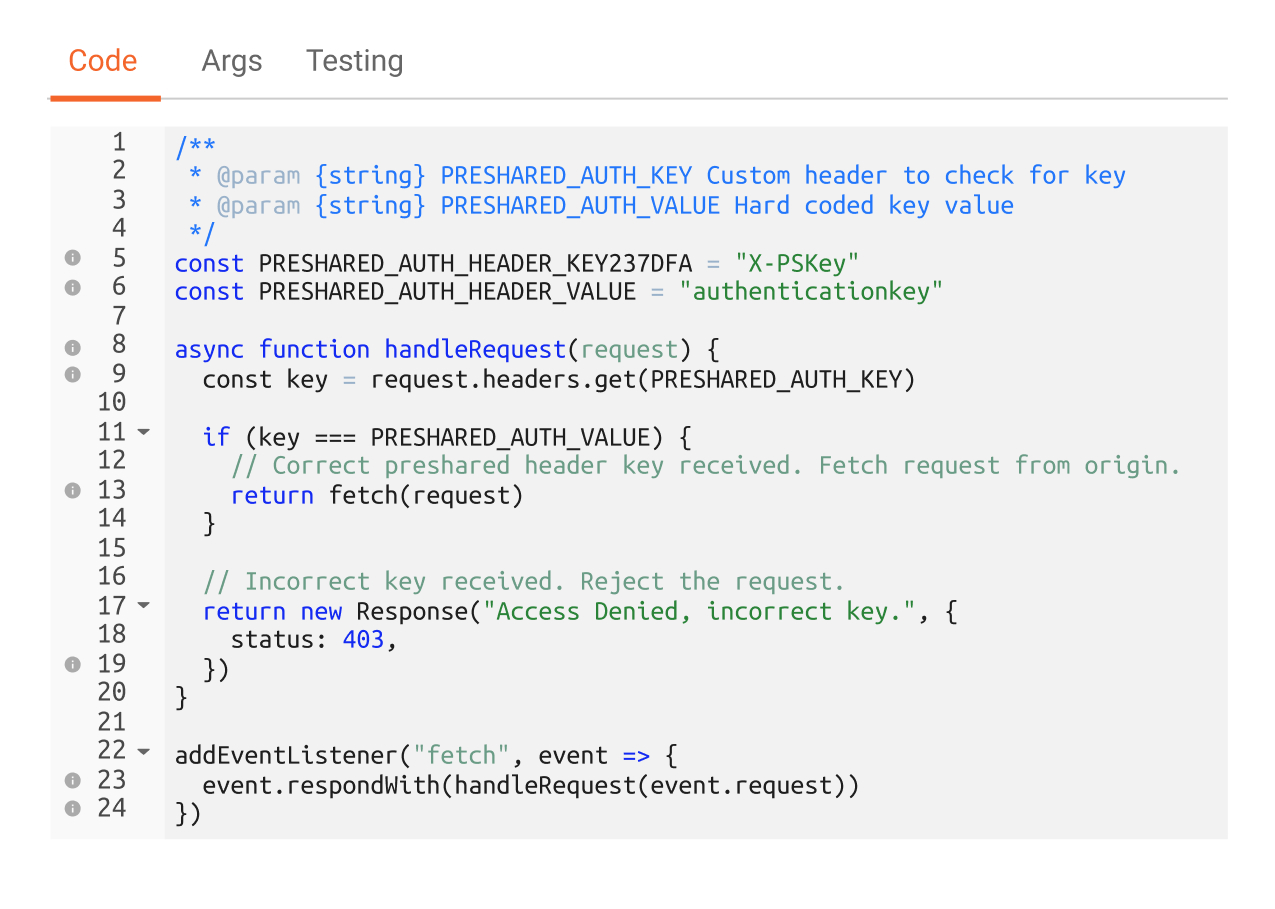 Code Args Testing
1 /**
2  * @param {string} PRESHARED_AUTH_KEY Custom header to check for key
3  * @param {string} PRESHARED_AUTH_VALUE Hard coded key value
4  */
5 const PRESHARED_AUTH_HEADER_KEY237DFA = "X-PSKey"
6 const PRESHARED_AUTH_HEADER_VALUE = "authenticationkey"
7
8 async function handleRequest(request) {
9   const key = request.headers.get(PRESHARED_AUTH_KEY)
10
11   if (key === PRESHARED_AUTH_VALUE) {
12     // Correct preshared header key received. Fetch request from origin.
13     return fetch(request)
14   }
15
16   // Incorrect key received. Reject the request.
17   return new Response("Access Denied, incorrect key.", {
18     status: 403,
19   })
20 }
21
22 addEventListener("fetch", event => {
23   event.respondWith(handleRequest(event.request))
24 })